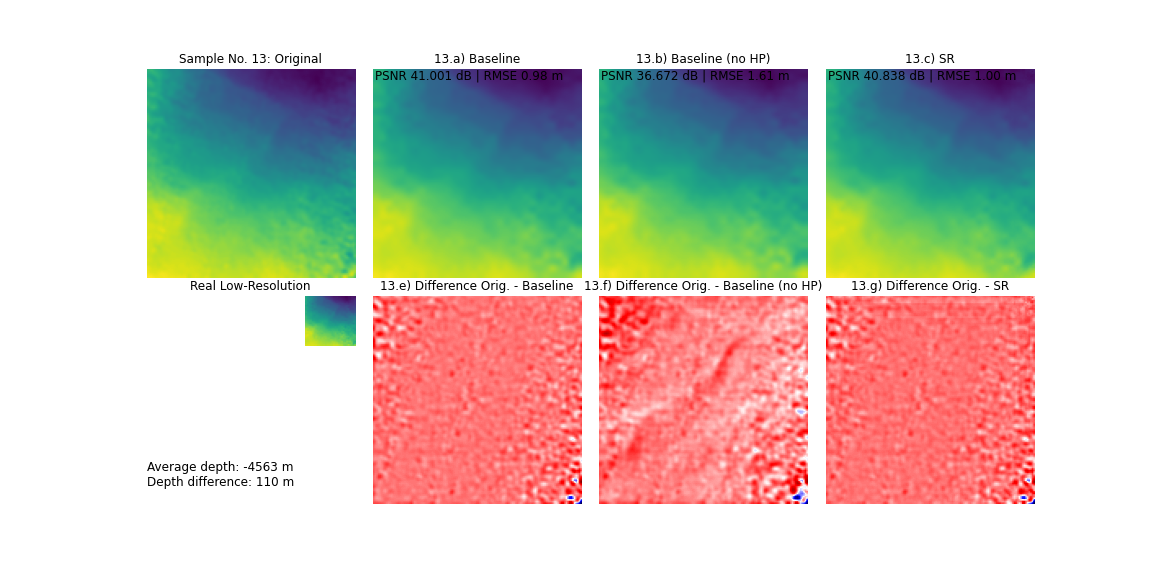 Sample No. 13: Original
13.a) Baseline
13.b) Baseline (no HP)
13.c) SR
PSNR 41.001 dB | RMSE 0.98 m
PSNR 36.672 dB | RMSE 1.61 m
PSNR 40.838 dB | RMSE 1.00 m
Real Low-Resolution
13.e) Difference Orig. - Baseline
13.f) Difference Orig. - Baseline (no HP)
13.g) Difference Orig. - SR
Average depth: -4563 m
Depth difference: 110 m